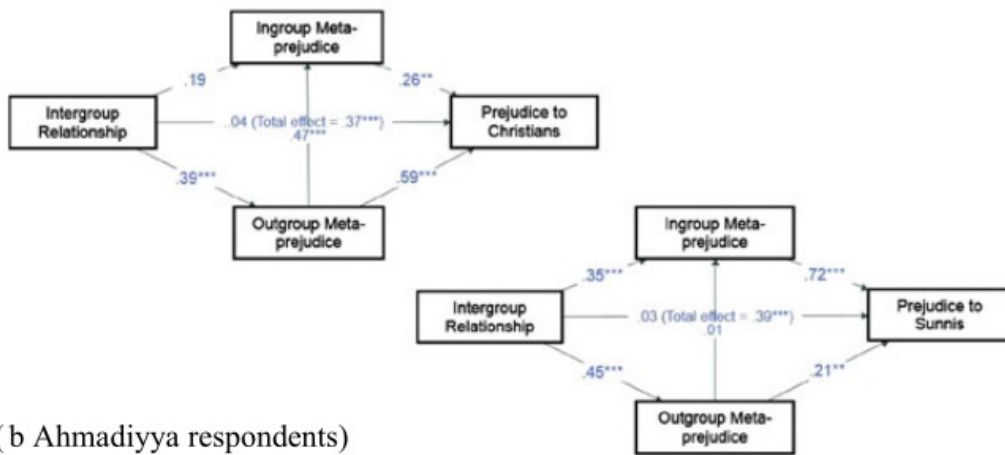 Ingroup Meta-
prejudice
.19
.26**
Intergroup
Relationship
.04 (Total effect = .37***)
.47***
Prejudice to
Christians
.39***
.59***
Outgroup Meta-
prejudice
Ingroup Meta-
prejudice
.35***
.72***
Intergroup
Relationship
.03 (Total effect = .39***)
.01
Prejudice to
Sunnis
.45***
.21**
Outgroup Meta-
prejudice
(b Ahmadiyya respondents)